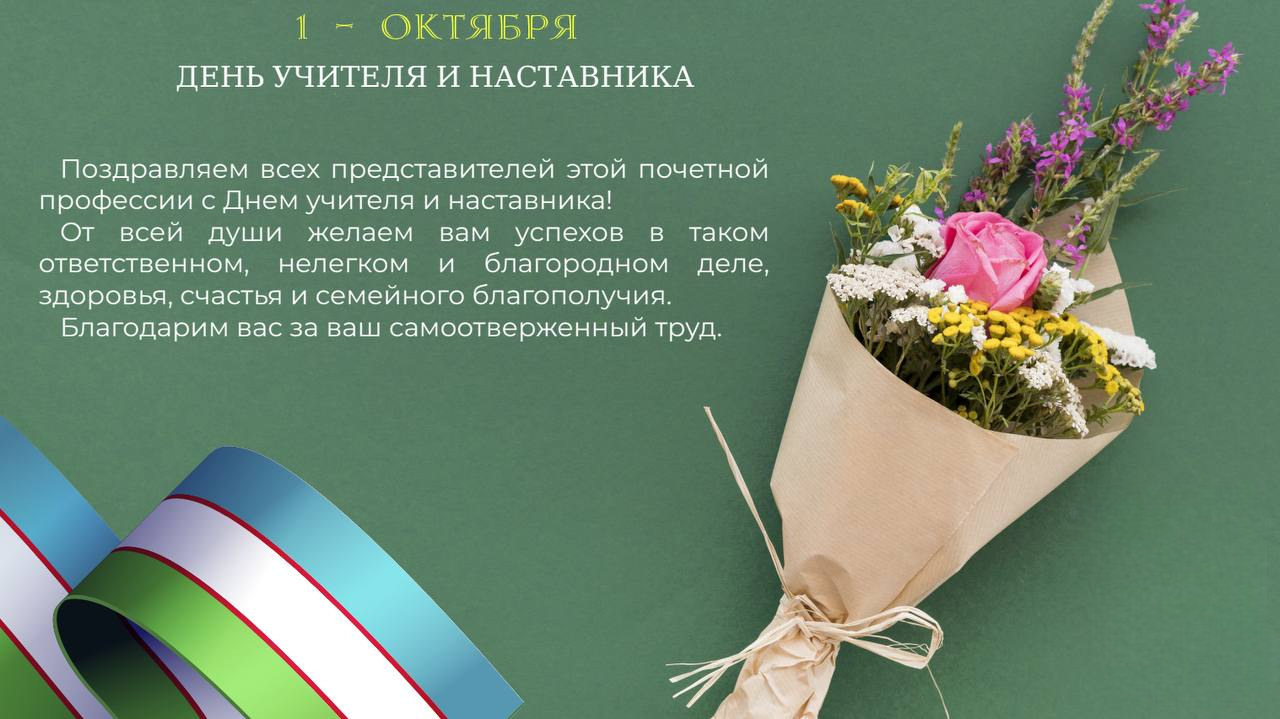 1 - ОКТЯБРЯ
ДЕНЬ УЧИТЕЛЯ И НАСТАВНИКА
Поздравляем всех представителей этой почетной
профессии с Днем учителя и наставника!
От всей души желаем вам успехов в таком
ответственном, нелегком и благородном деле,
здоровья, счастья и семейного благополучия.
Благодарим вас за ваш самоотверженный труд.